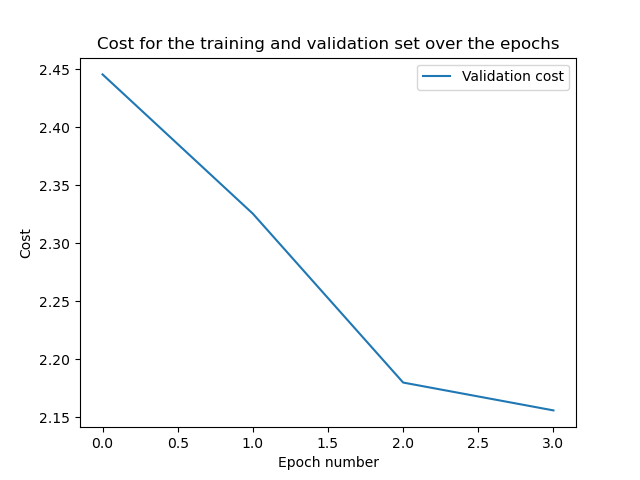 Cost for the training and validation set over the epochs
Validation cost
2.45
2.40
2.35
2.30
2.25
2.20
2.15
Cost
0.0 0.5 1.0 1.5 2.0 2.5 3.0
Epoch number